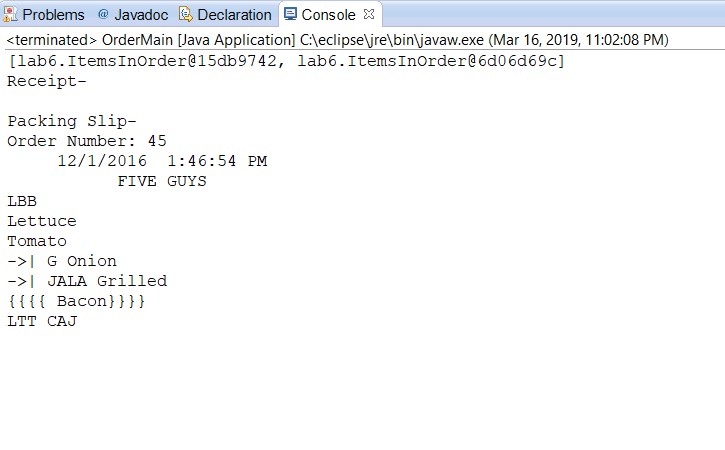 Problems @ Javadoc Declaration Console
<terminated> OrderMain [Java Application] C:\eclipse\jre\bin\javaw.exe (Mar 16, 2019, 11:02:08 PM)
[lab6.ItemsInOrder@15db9742, lab6.ItemsInOrder@6d06d69c]
Receipt-
Packing Slip-
Order Number: 45
12/1/2016  1:46:54 PM
FIVE GUYS
LBB
Lettuce
Tomato
->| G Onion
->| JALA Grilled
{{{{ Bacon}}}}
LTT CAJ